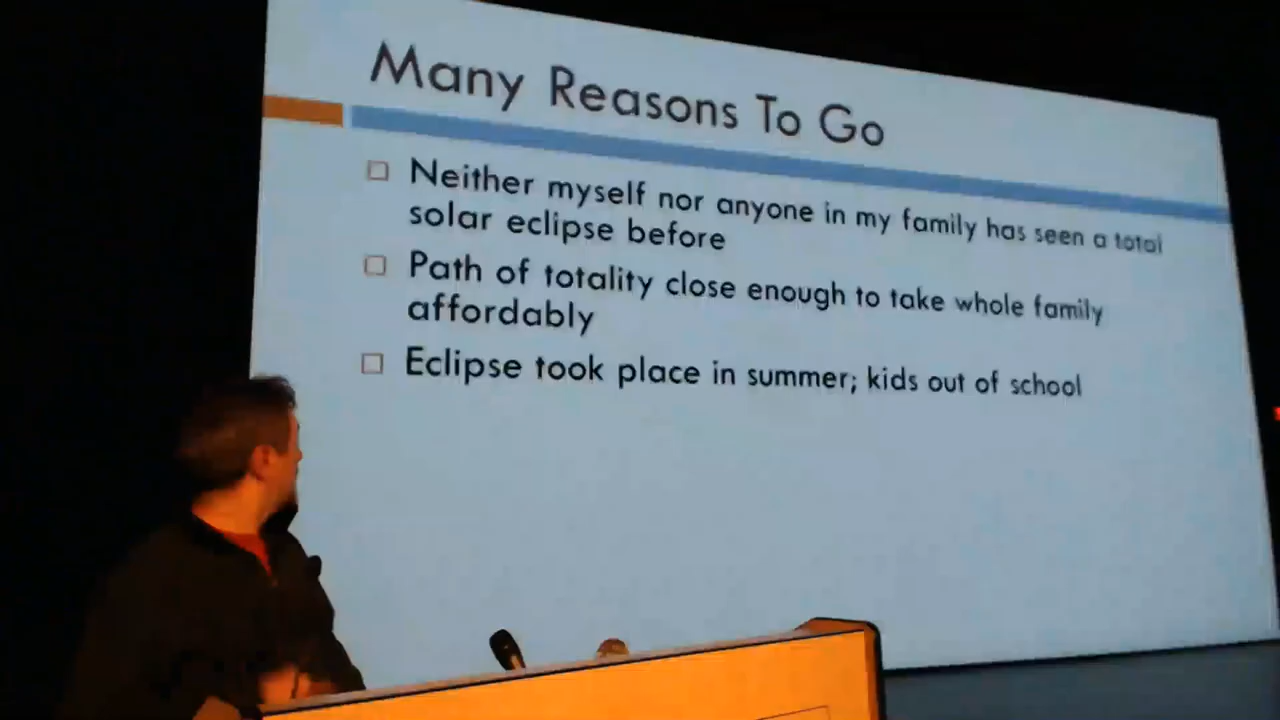 Many Reasons To Go
Neither myself nor anyone in my family has seen a total
solar eclipse before
Path of totality close enough to take whole family
affordably
Eclipse took place in summer; kids out of school